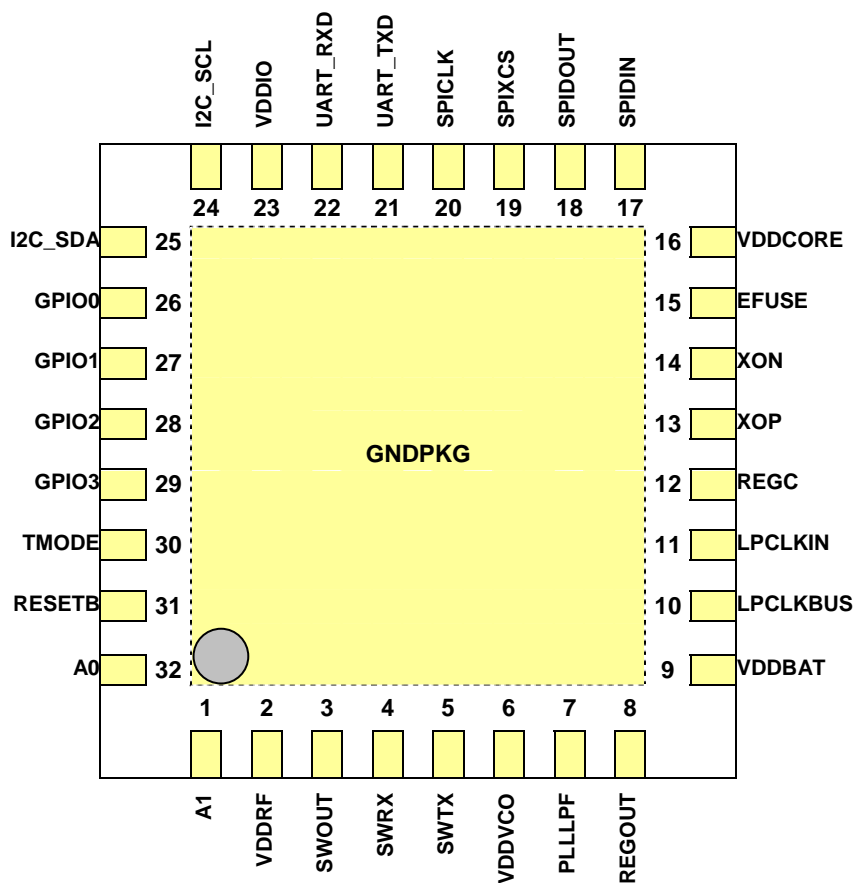 I2C_SCL
VDDIO
UART_RXD
UART_TXD
SPICLK
SPIXCS
SPIDOUT
SPIDIN
24 23 22 21 20 19 18 17
I2C_SDA 25 16 VDDCORE
GPIO0 26 15 EFUSE
GPIO1 27 14 XON
GPIO2 28 13 XOP
GNDPKG
GPIO3 29 12 REGC
TMODE 30 11 LPCLKIN
RESETB 31 10 LPCLKBUS
A0 32 9 VDDBAT
1 2 3 4 5 6 7 8
A1
VDDRF
SWOUT
SWRX
SWTX
VDDVCO
PLLLPF
REGOUT